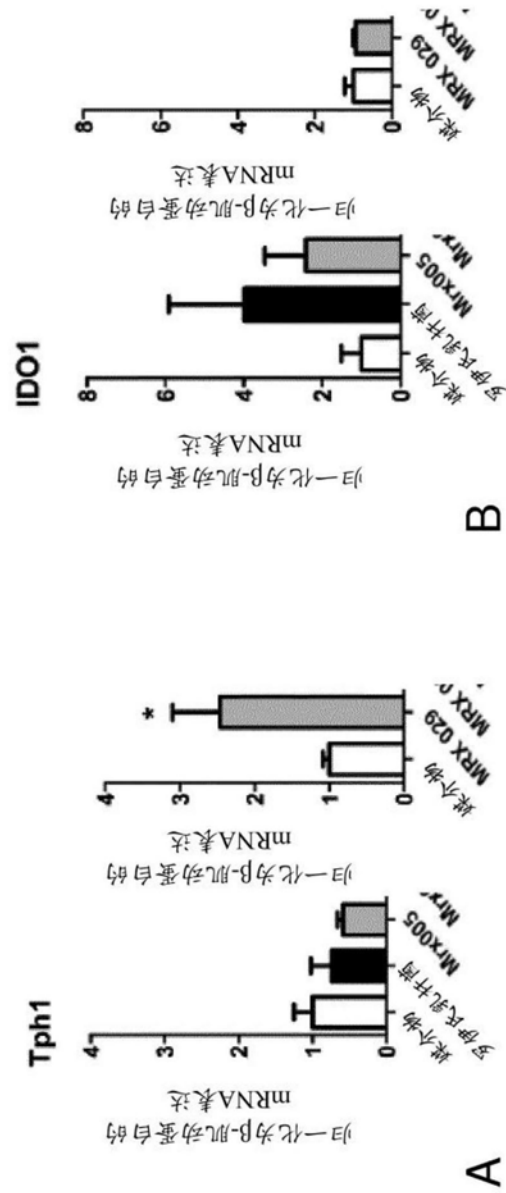 Tph1
归一化为β-肌动蛋白的
mRNA表达
4
3
2
1
0
媒介物
罗伊氏乳杆菌
Mrx005
Mrx
归一化为β-肌动蛋白的
mRNA表达
4
3
2
1
0
*
媒介物
MRX 029
MRX
A
IDO1
归一化为β-肌动蛋白的
mRNA表达
8
6
4
2
0
媒介物
罗伊氏乳杆菌
Mrx005
Mrx
归一化为β-肌动蛋白的
mRNA表达
8
6
4
2
0
媒介物
MRX 029
MRX
B